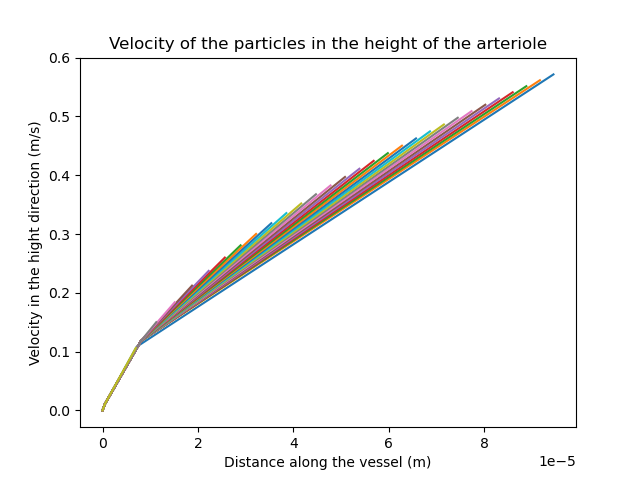 Velocity of the particles in the height of the arteriole
0.6
0.5
0.4
0.3
0.2
0.1
0.0
Velocity in the hight direction (m/s)
0 2 4 6 8
1e−5
Distance along the vessel (m)